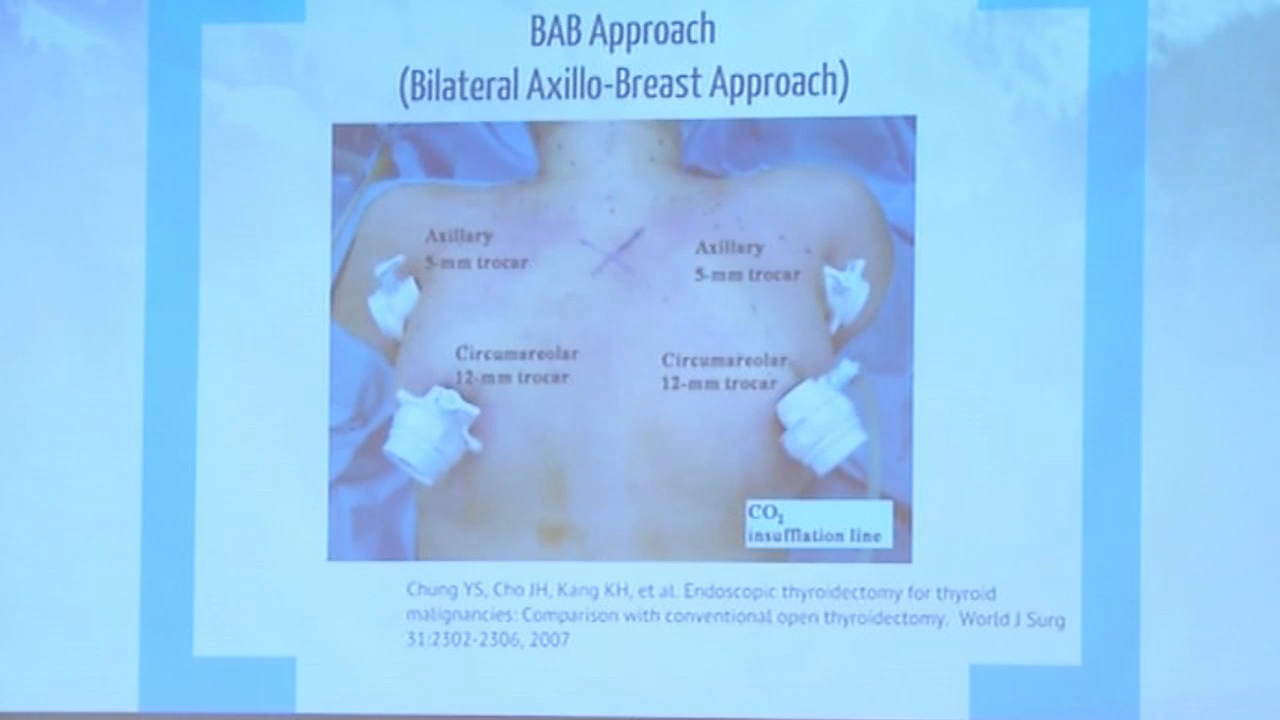 BAB Approach
(Bilateral Axillo-Breast Approach)
Axillary
5-mm trocar
Axillary
5-mm trocar
Circumareolar
12-mm trocar
Circumareolar
12-mm trocar
CO₂
insufflation line
Chung YS, Cho JH, Kang KH, et al. Endoscopic thyroidectomy for thyroid
malignancies: Comparison with conventional open thyroidectomy. World J Surg
31:2302-2306, 2007